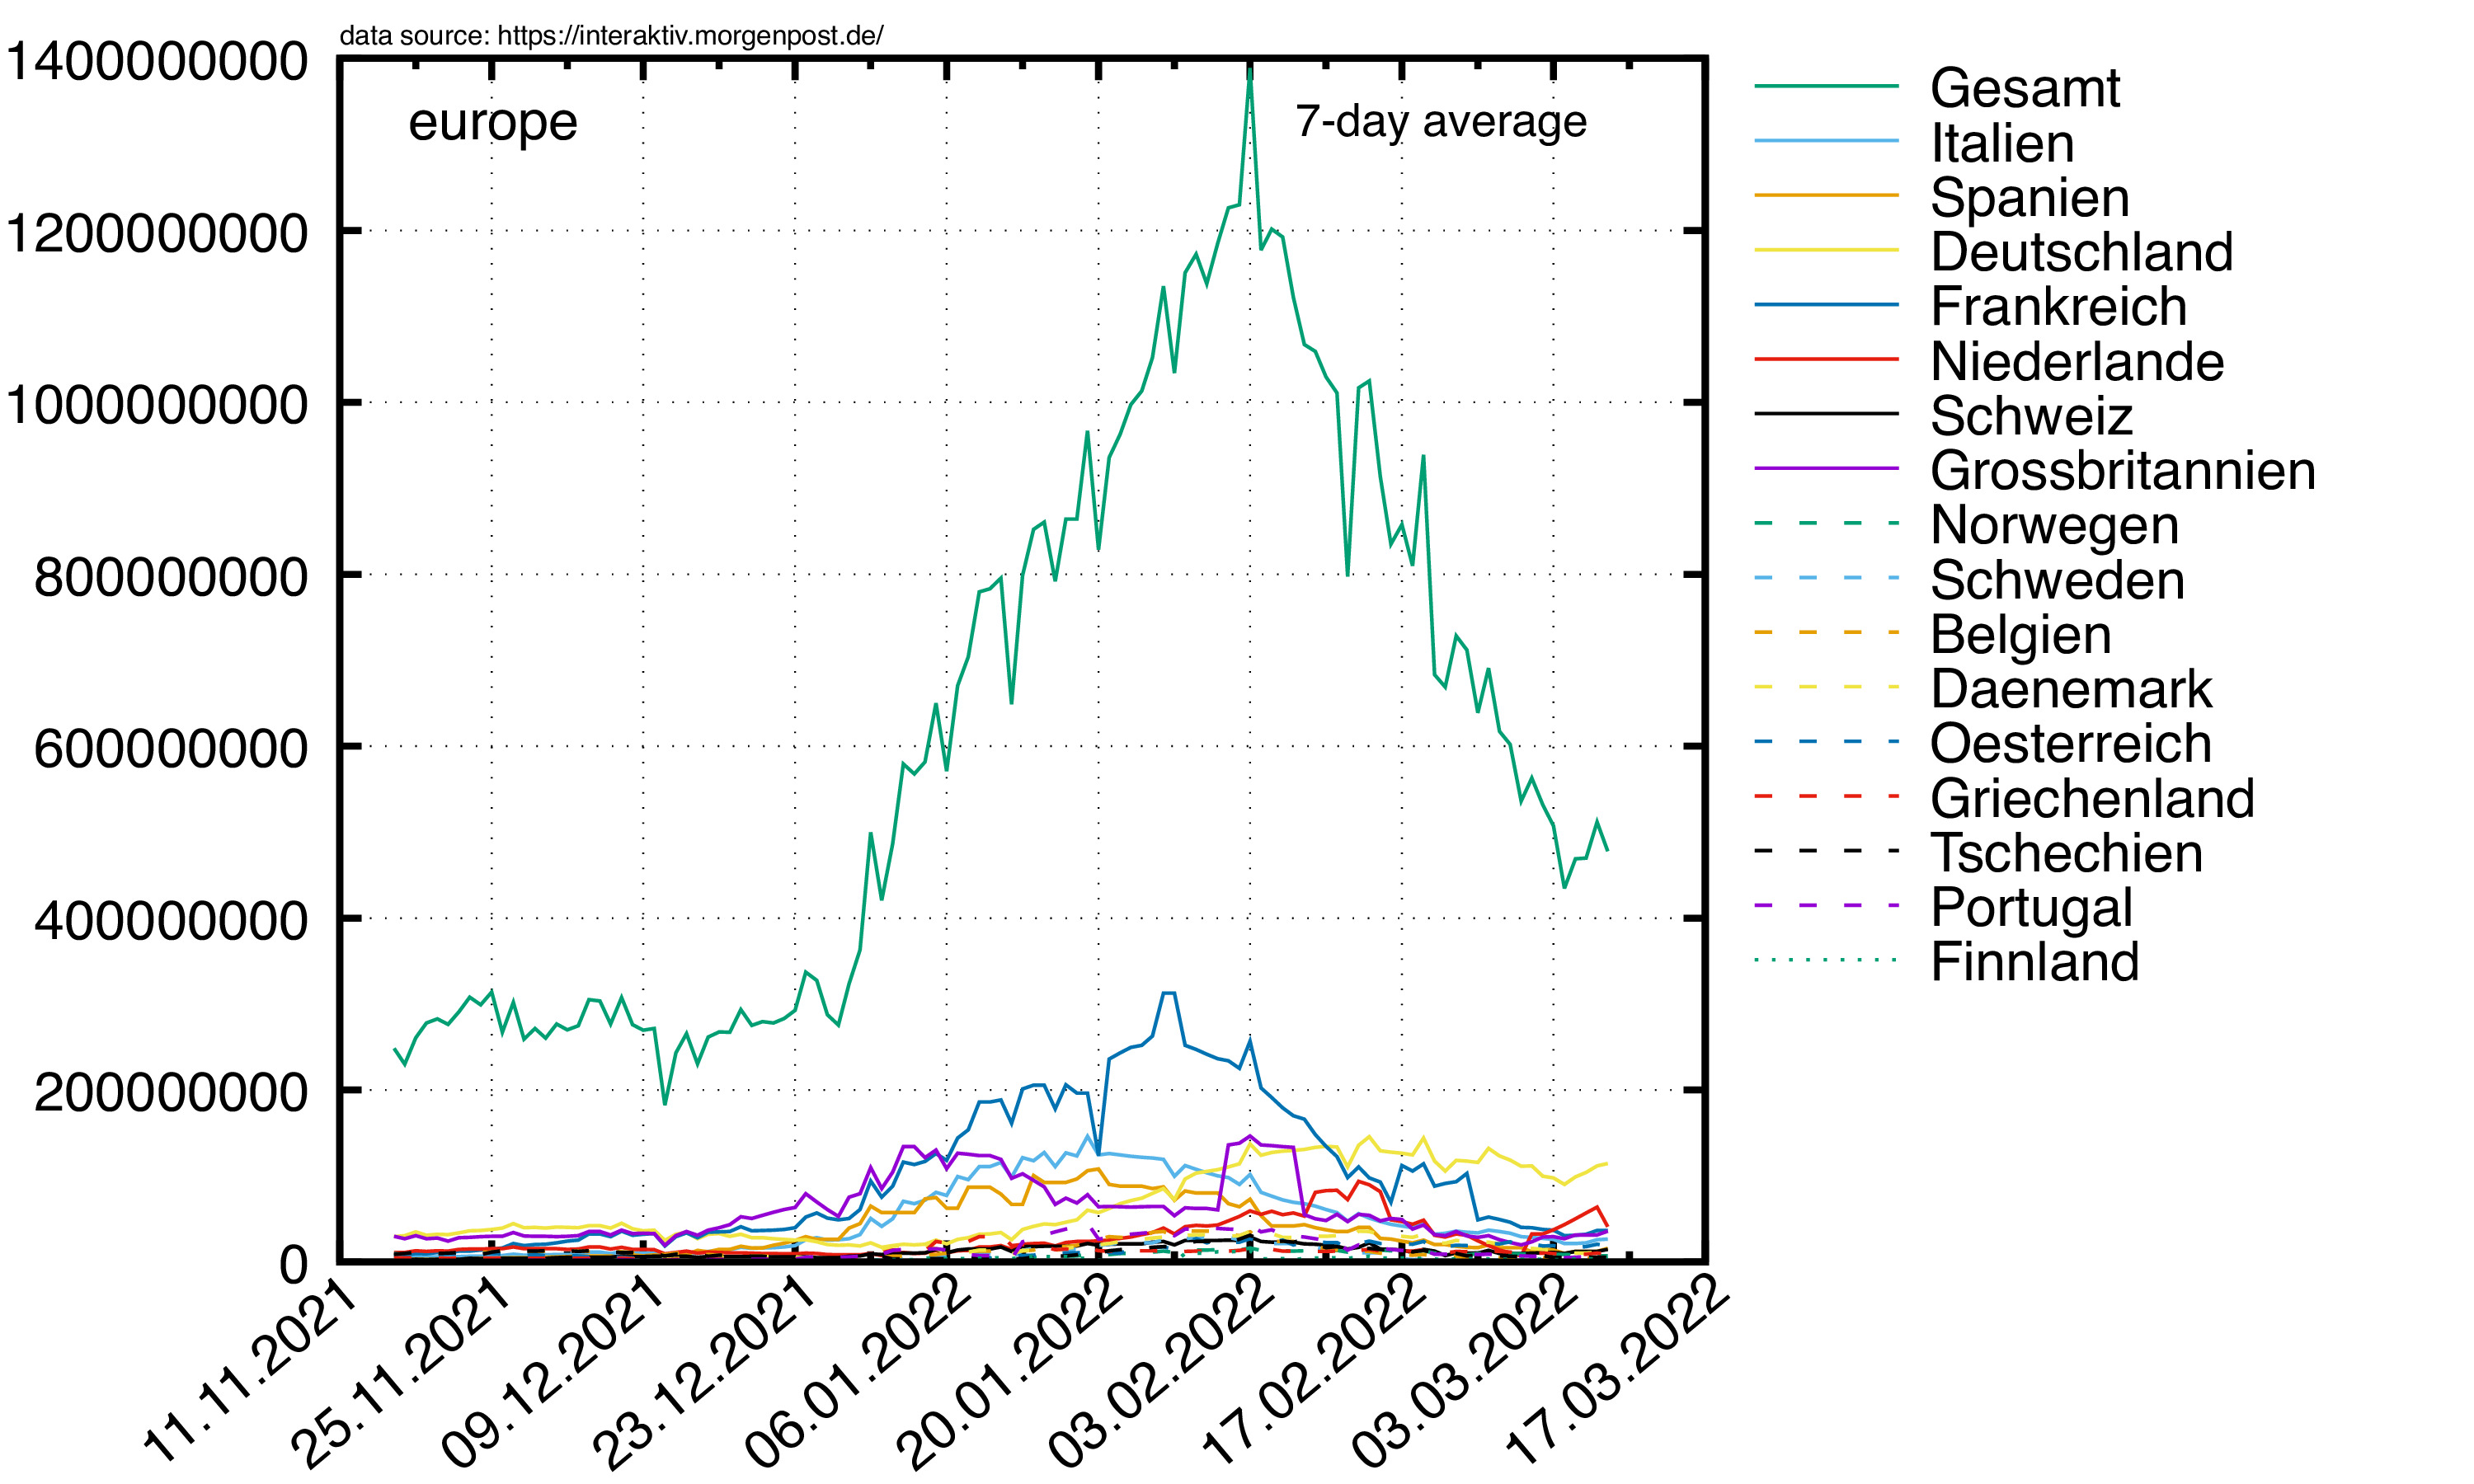 data source: https://interaktiv.morgenpost.de/
europe
7-day average
1400000000
1200000000
1000000000
800000000
600000000
400000000
200000000
0
11.11.2021
25.11.2021
09.12.2021
23.12.2021
06.01.2022
20.01.2022
03.02.2022
17.02.2022
03.03.2022
17.03.2022
Gesamt
Italien
Spanien
Deutschland
Frankreich
Niederlande
Schweiz
Grossbritannien
Norwegen
Schweden
Belgien
Daenemark
Oesterreich
Griechenland
Tschechien
Portugal
Finnland